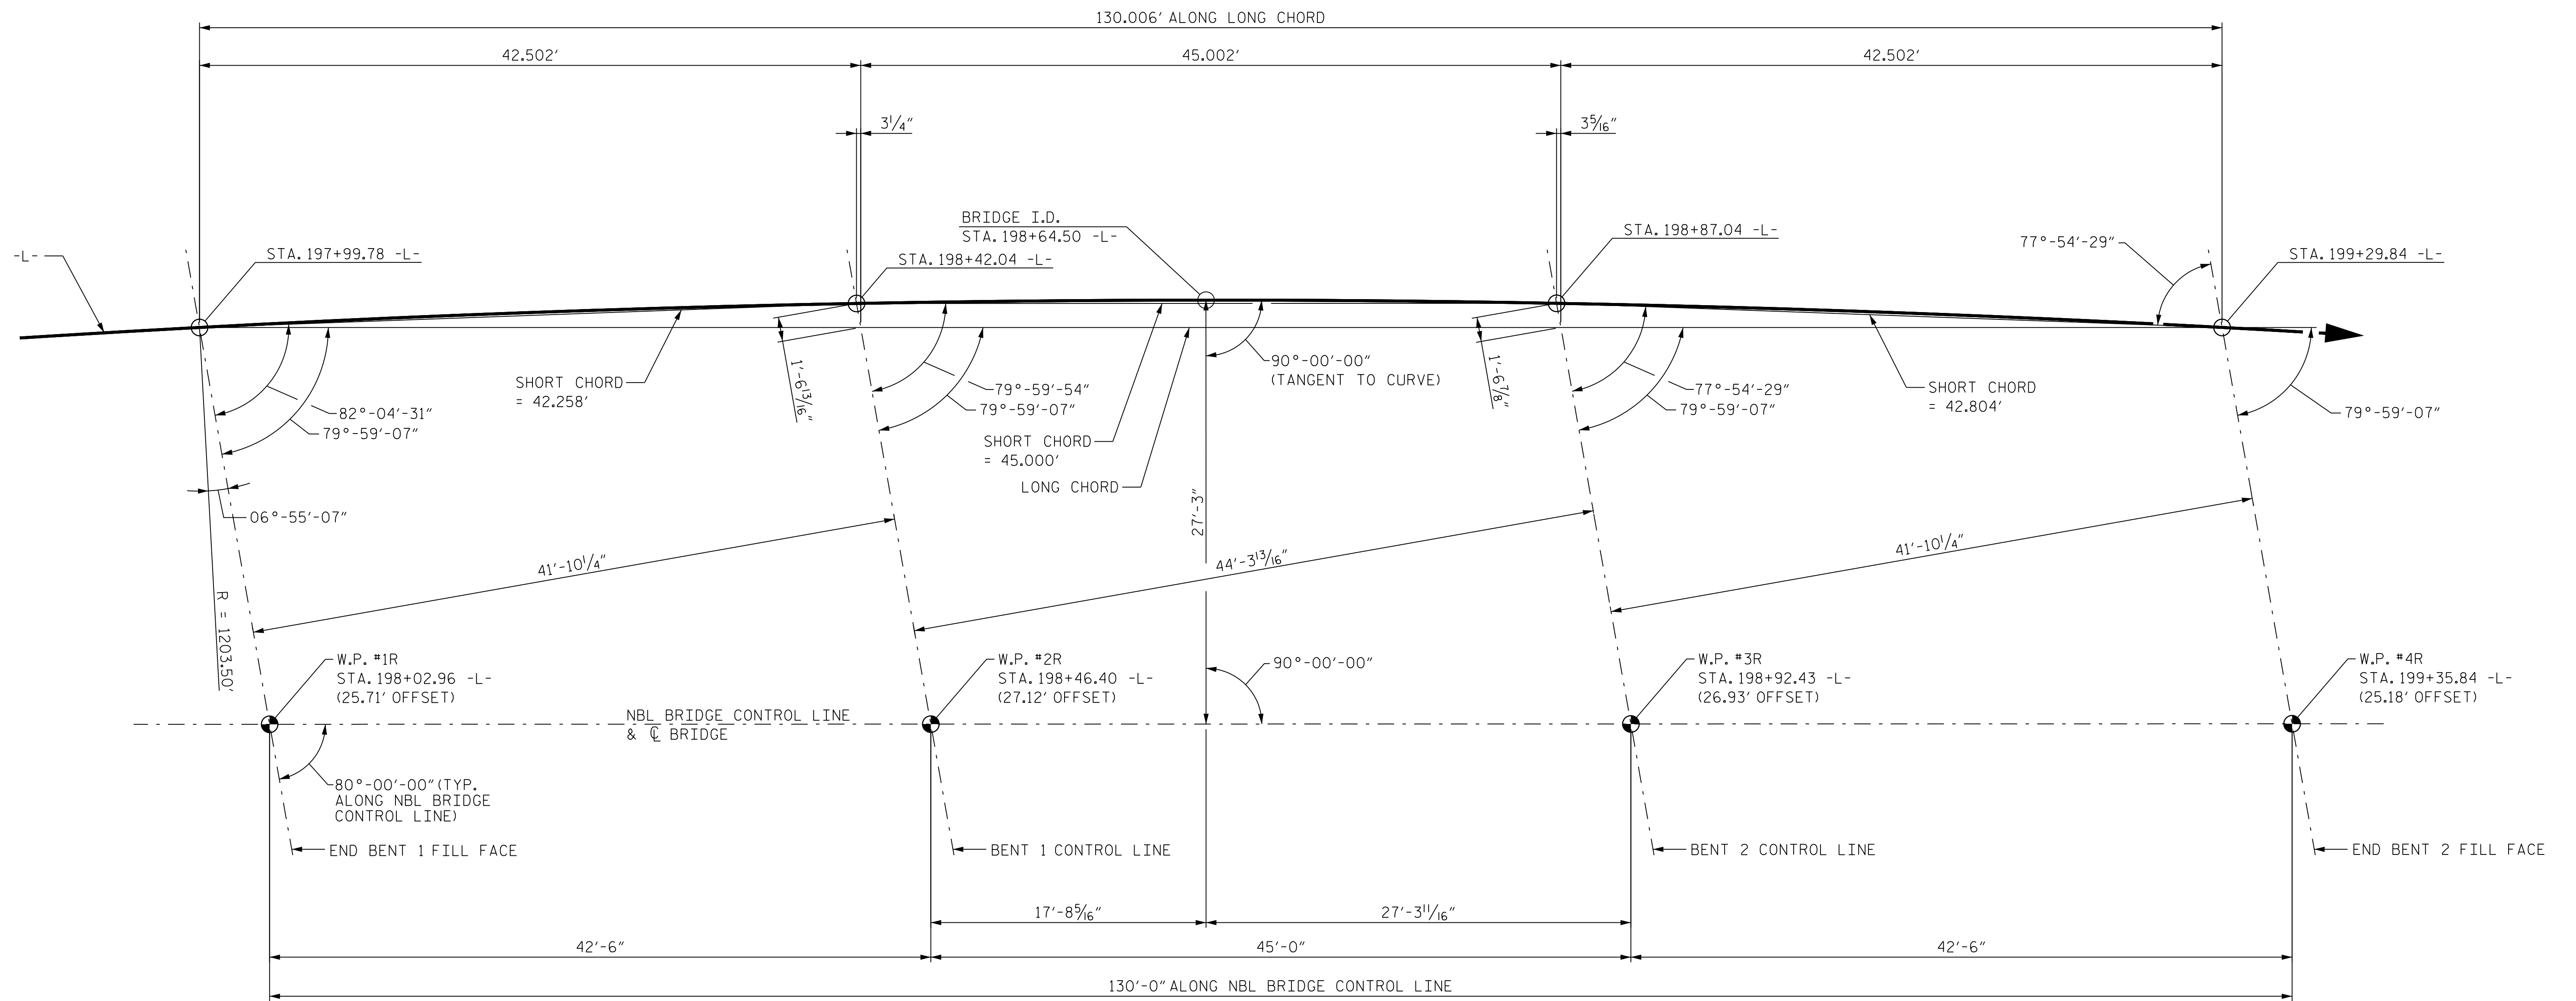 130.006' ALONG LONG CHORD
42.502'
45.002'
42.502'
3 1/4"
3 5/16"
BRIDGE I.D.
STA. 198+64.50 -L-
STA. 198+87.04 -L-
77°-54'-29"
-L-
STA. 197+99.78 -L-
STA. 198+42.04 -L-
STA. 199+29.84 -L-
1'-6 13/16"
90°-00'-00"
(TANGENT TO CURVE)
1'-6 7/8"
SHORT CHORD
= 42.258'
79°-59'-54"
79°-59'-07"
77°-54'-29"
79°-59'-07"
SHORT CHORD
= 42.804'
82°-04'-31"
79°-59'-07"
79°-59'-07"
SHORT CHORD
= 45.000'
LONG CHORD
27'-3"
06°-55'-07"
41'-10 1/4"
44'-3 13/16"
41'-10 1/4"
R = 1203.50'
W.P. #1R
STA. 198+02.96 -L-
(25.71' OFFSET)
W.P. #2R
STA. 198+46.40 -L-
(27.12' OFFSET)
90°-00'-00"
W.P. #3R
STA. 198+92.43 -L-
(26.93' OFFSET)
W.P. #4R
STA. 199+35.84 -L-
(25.18' OFFSET)
NBL BRIDGE CONTROL LINE
& ℄ BRIDGE
80°-00'-00" (TYP.
ALONG NBL BRIDGE
CONTROL LINE)
END BENT 1 FILL FACE
BENT 1 CONTROL LINE
BENT 2 CONTROL LINE
END BENT 2 FILL FACE
17'-8 5/16"
27'-3 11/16"
42'-6"
45'-0"
42'-6"
130'-0" ALONG NBL BRIDGE CONTROL LINE